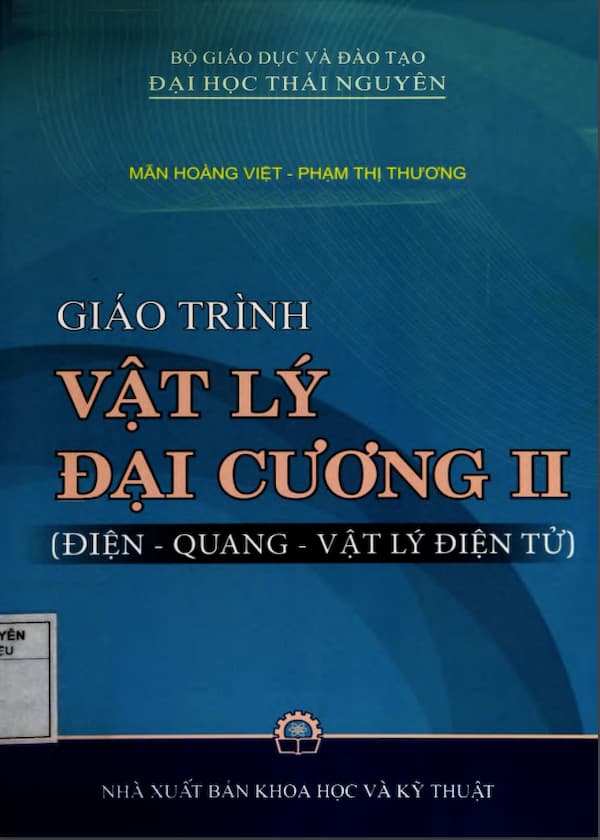 BỘ GIÁO DỤC VÀ ĐÀO TẠO
ĐẠI HỌC THÁI NGUYÊN
MẪN HOÀNG VIỆT - PHẠM THỊ THƯƠNG
GIÁO TRÌNH
VẬT LÝ
ĐẠI CƯƠNG II
(ĐIỆN - QUANG - VẬT LÝ ĐIỆN TỬ)
NHÀ XUẤT BẢN KHOA HỌC VÀ KỸ THUẬT